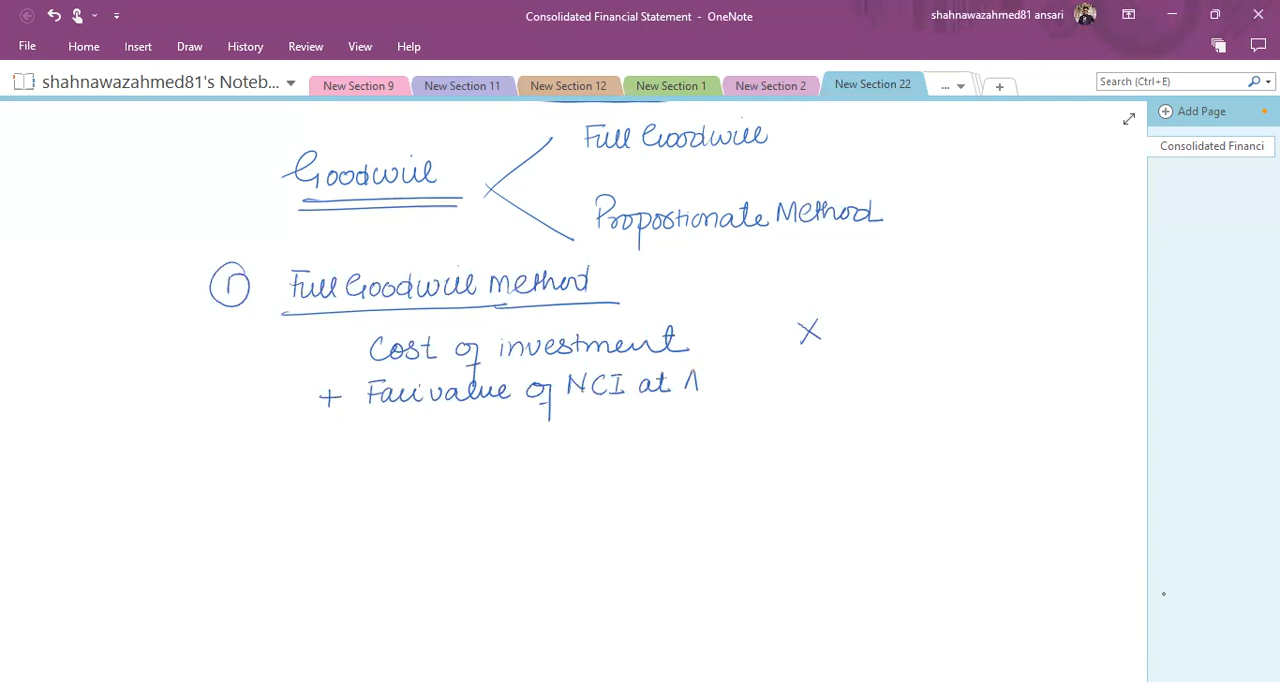 Consolidated Financial Statement - OneNote
shahnawazahmed81 ansari
File Home Insert Draw History Review View Help
shahnawazahmed81's Noteb...
New Section 9 New Section 11 New Section 12 New Section 1 New Section 2 New Section 22 ...
Search (Ctrl+E)
Add Page
Consolidated Financi
Full Goodwill
Goodwill
Proportionate Method
1 Full Goodwill Method
Cost of investment X
+ Fair value of NCI at